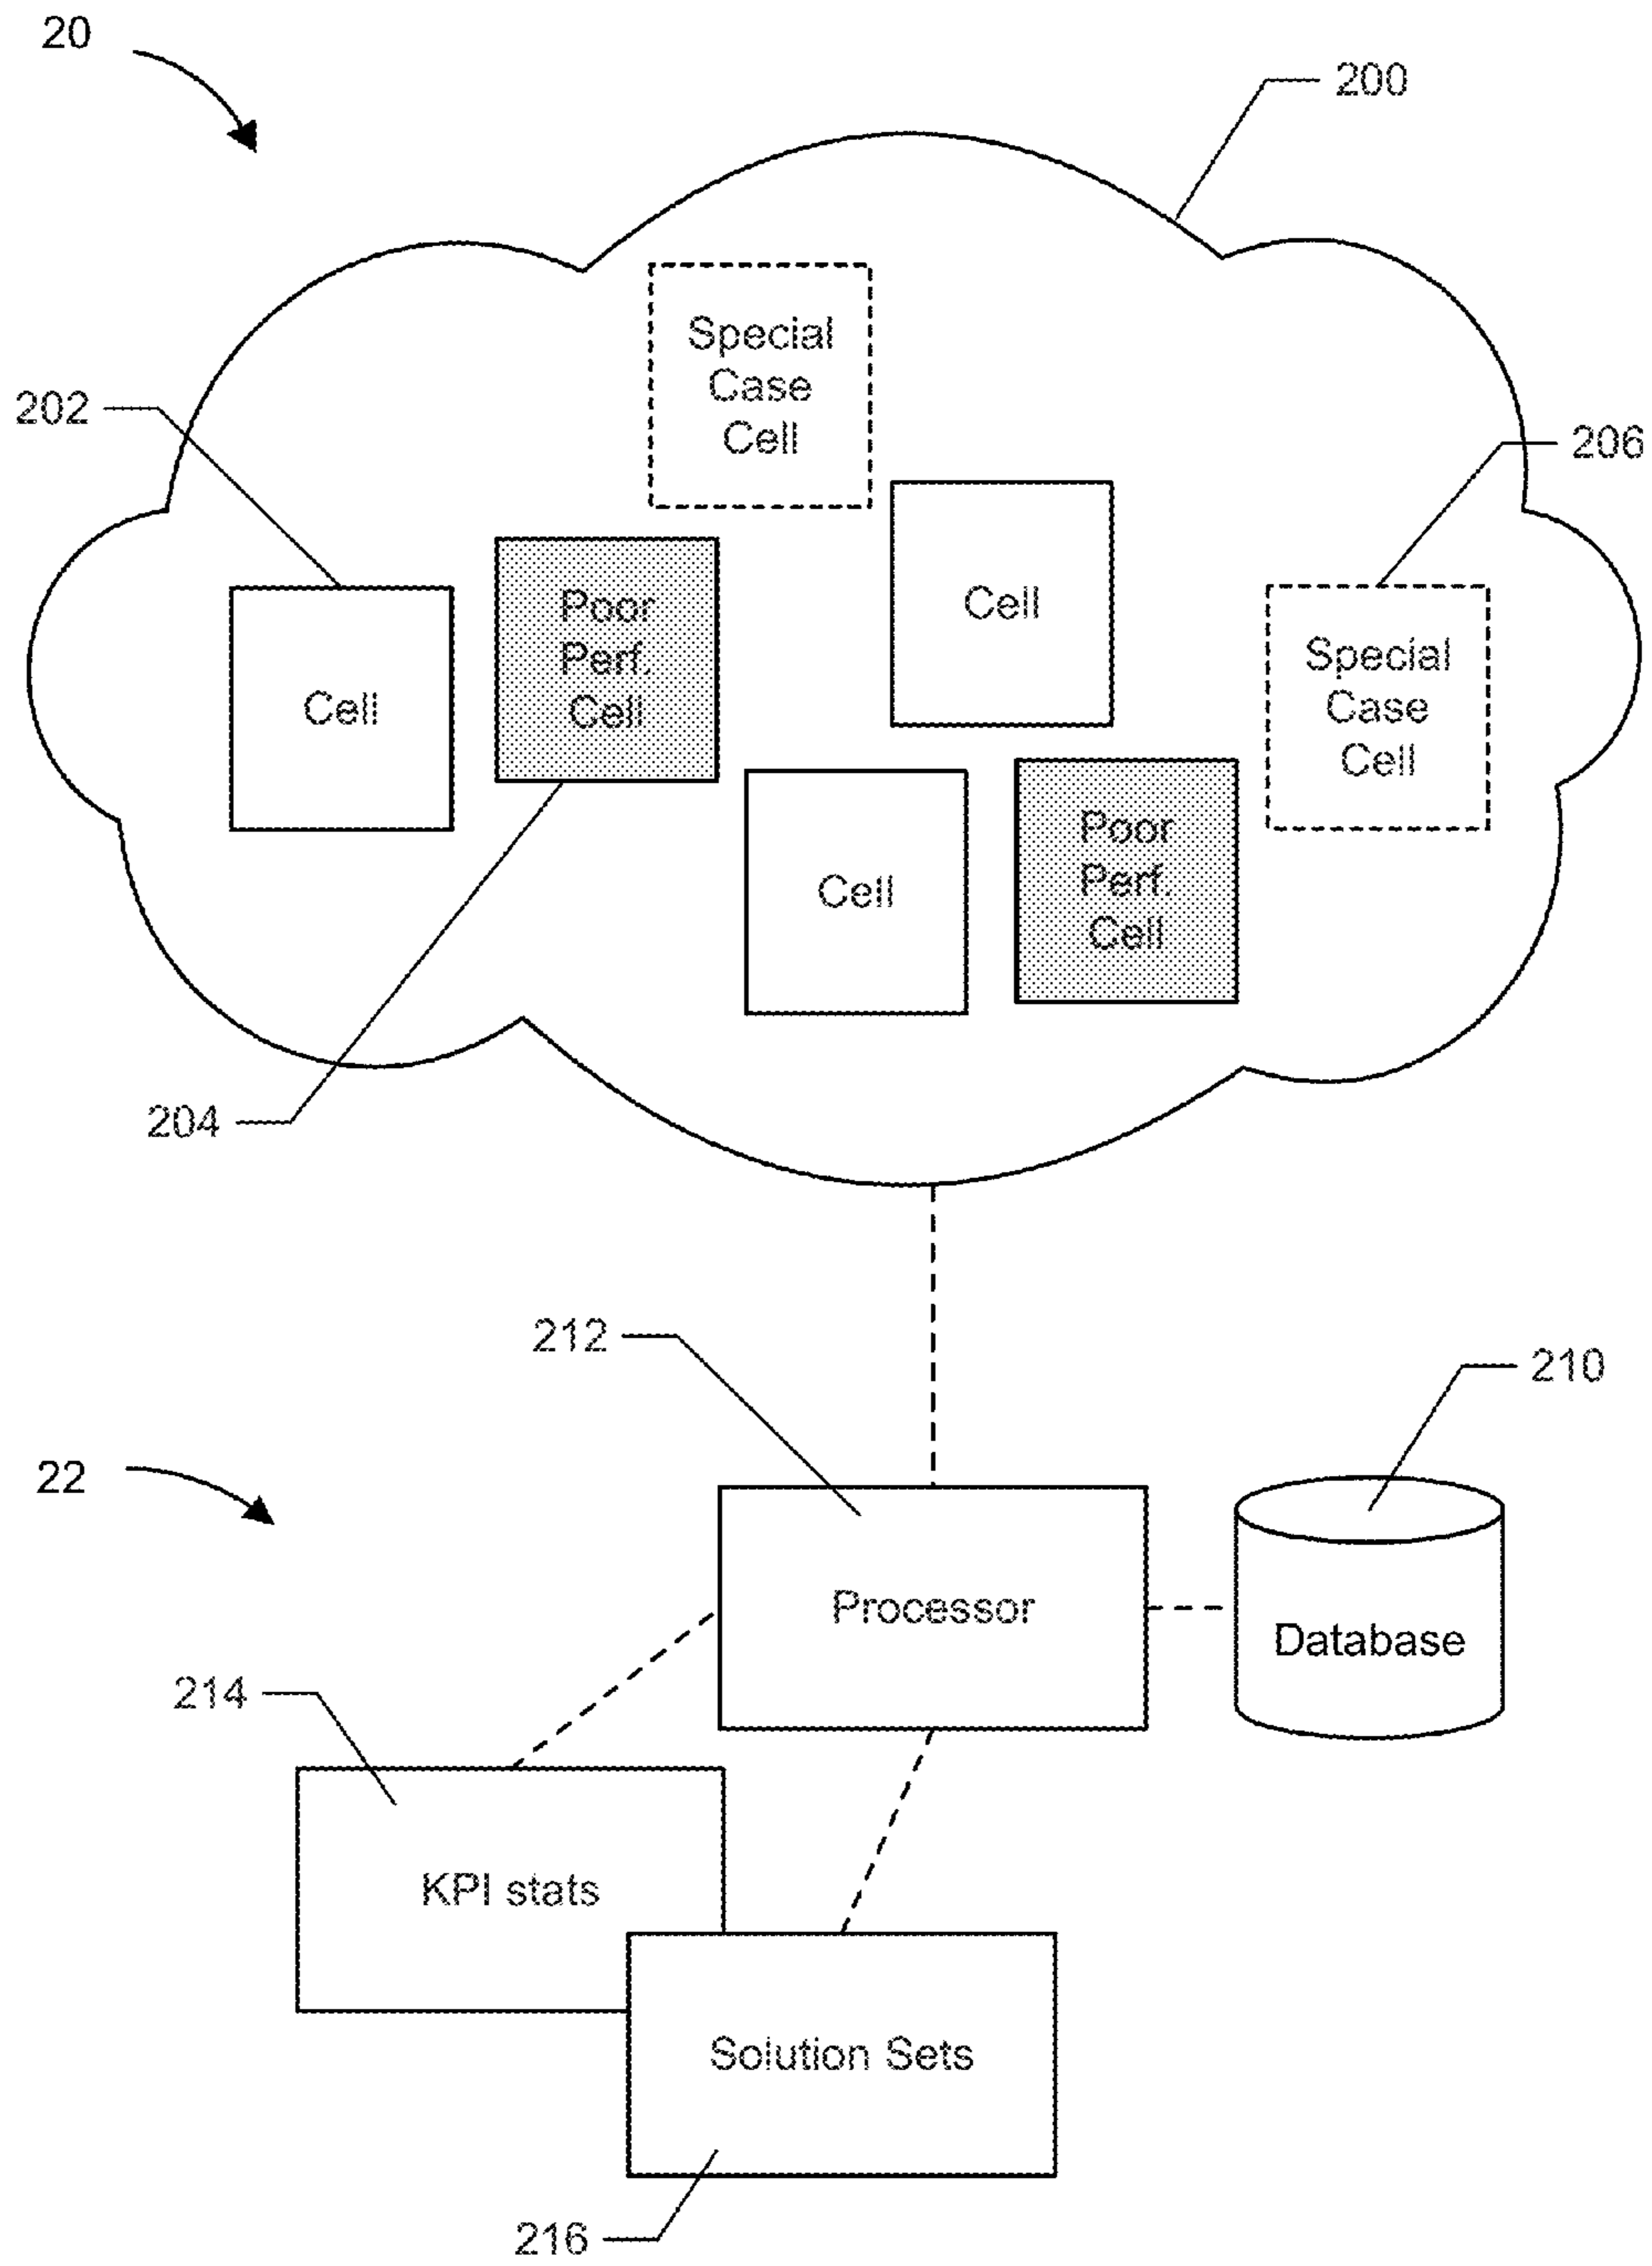 20
200
Special
Case
Cell
202
206
Cell
Poor
Perf.
Cell
Cell
Special
Case
Cell
Cell
Poor
Perf.
Cell
204
212
210
22
Processor
Database
214
KPI stats
Solution Sets
216